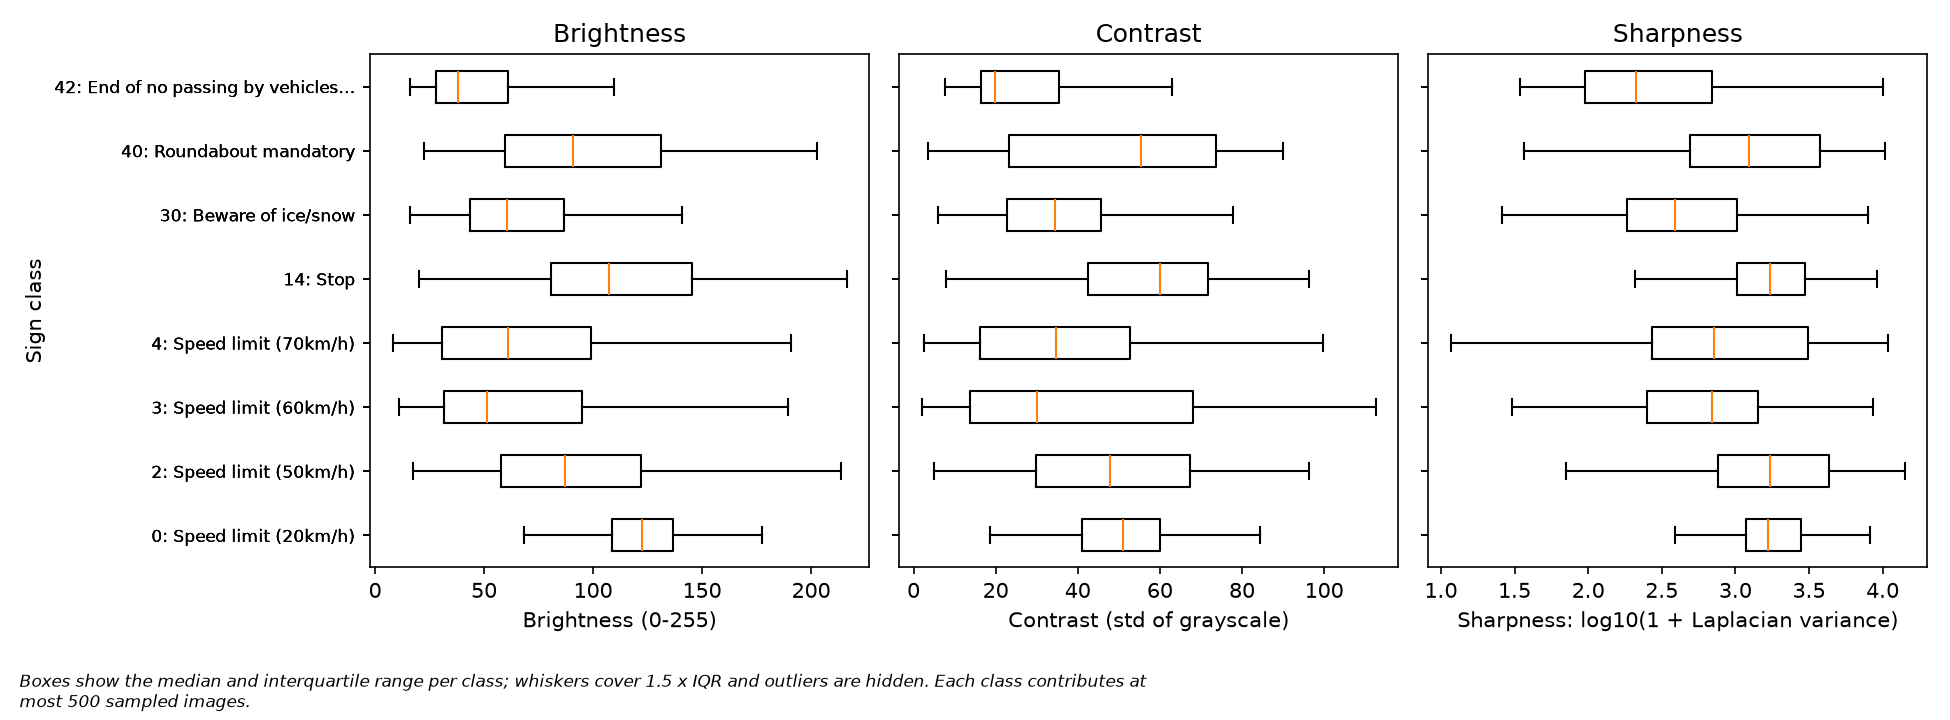 Brightness
Contrast
Sharpness
Sign class
42: End of no passing by vehicles...
40: Roundabout mandatory
30: Beware of ice/snow
14: Stop
4: Speed limit (70km/h)
3: Speed limit (60km/h)
2: Speed limit (50km/h)
0: Speed limit (20km/h)
0 50 100 150 200
0 20 40 60 80 100
1.0 1.5 2.0 2.5 3.0 3.5 4.0
Brightness (0-255)
Contrast (std of grayscale)
Sharpness: log10(1 + Laplacian variance)
Boxes show the median and interquartile range per class; whiskers cover 1.5 x IQR and outliers are hidden. Each class contributes at
most 500 sampled images.